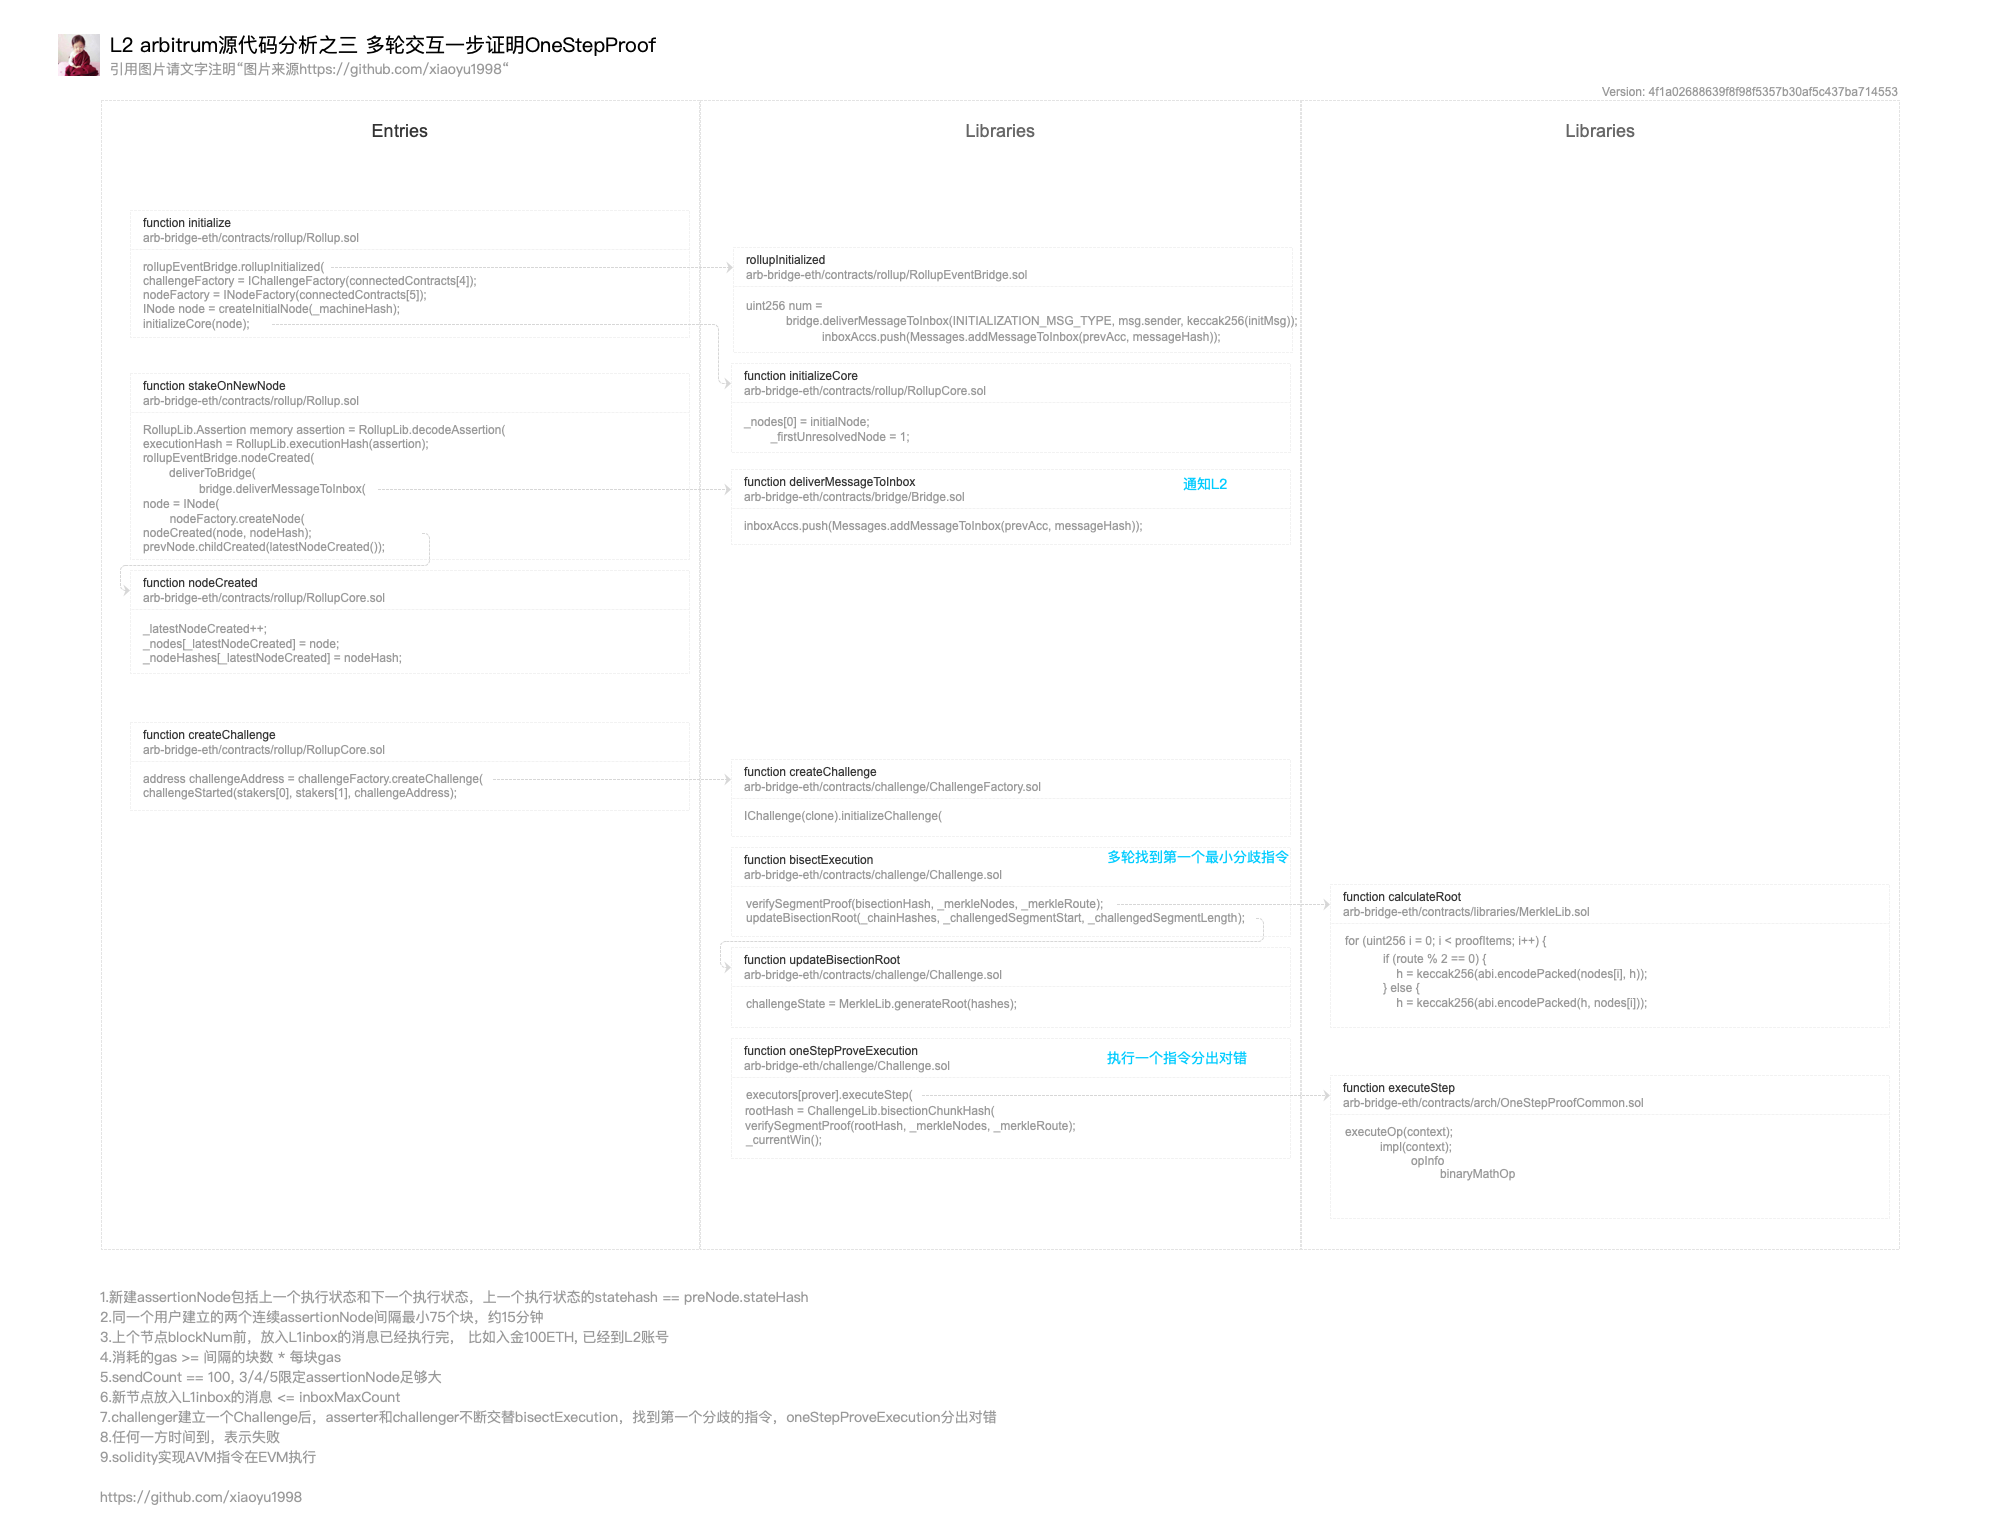 L2 arbitrum源代码分析之三 多轮交互一步证明OneStepProof
引用图片请文字注明“图片来源https://github.com/xiaoyu1998“
Version: 4f1a02688639f8f98f5357b30af5c437ba714553
Entries
function initialize
arb-bridge-eth/contracts/rollup/Rollup.sol
rollupEventBridge.rollupInitialized(
challengeFactory = IChallengeFactory(connectedContracts[4]);
nodeFactory = INodeFactory(connectedContracts[5]);
INode node = createInitialNode(_machineHash);
initializeCore(node);
function stakeOnNewNode
arb-bridge-eth/contracts/rollup/Rollup.sol
RollupLib.Assertion memory assertion = RollupLib.decodeAssertion(
executionHash = RollupLib.executionHash(assertion);
rollupEventBridge.nodeCreated(
deliverToBridge(
bridge.deliverMessageToInbox(
node = INode(
nodeFactory.createNode(
nodeCreated(node, nodeHash);
prevNode.childCreated(latestNodeCreated());
function nodeCreated
arb-bridge-eth/contracts/rollup/RollupCore.sol
_latestNodeCreated++;
_nodes[_latestNodeCreated] = node;
_nodeHashes[_latestNodeCreated] = nodeHash;
function createChallenge
arb-bridge-eth/contracts/rollup/RollupCore.sol
address challengeAddress = challengeFactory.createChallenge(
challengeStarted(stakers[0], stakers[1], challengeAddress);
Libraries
rollupInitialized
arb-bridge-eth/contracts/rollup/RollupEventBridge.sol
uint256 num =
bridge.deliverMessageToInbox(INITIALIZATION_MSG_TYPE, msg.sender, keccak256(initMsg));
inboxAccs.push(Messages.addMessageToInbox(prevAcc, messageHash));
function initializeCore
arb-bridge-eth/contracts/rollup/RollupCore.sol
_nodes[0] = initialNode;
_firstUnresolvedNode = 1;
function deliverMessageToInbox
通知L2
arb-bridge-eth/contracts/bridge/Bridge.sol
inboxAccs.push(Messages.addMessageToInbox(prevAcc, messageHash));
function createChallenge
arb-bridge-eth/contracts/challenge/ChallengeFactory.sol
IChallenge(clone).initializeChallenge(
function bisectExecution
多轮找到第一个最小分歧指令
arb-bridge-eth/contracts/challenge/Challenge.sol
verifySegmentProof(bisectionHash, _merkleNodes, _merkleRoute);
updateBisectionRoot(_chainHashes, _challengedSegmentStart, _challengedSegmentLength);
function updateBisectionRoot
arb-bridge-eth/contracts/challenge/Challenge.sol
challengeState = MerkleLib.generateRoot(hashes);
function oneStepProveExecution
执行一个指令分出对错
arb-bridge-eth/challenge/Challenge.sol
executors[prover].executeStep(
rootHash = ChallengeLib.bisectionChunkHash(
verifySegmentProof(rootHash, _merkleNodes, _merkleRoute);
_currentWin();
Libraries
function calculateRoot
arb-bridge-eth/contracts/libraries/MerkleLib.sol
for (uint256 i = 0; i < proofItems; i++) {
if (route % 2 == 0) {
h = keccak256(abi.encodePacked(nodes[i], h));
} else {
h = keccak256(abi.encodePacked(h, nodes[i]));
function executeStep
arb-bridge-eth/contracts/arch/OneStepProofCommon.sol
executeOp(context);
impl(context);
opInfo
binaryMathOp
1.新建assertionNode包括上一个执行状态和下一个执行状态，上一个执行状态的statehash == preNode.stateHash
2.同一个用户建立的两个连续assertionNode间隔最小75个块，约15分钟
3.上个节点blockNum前，放入L1inbox的消息已经执行完， 比如入金100ETH, 已经到L2账号
4.消耗的gas >= 间隔的块数 * 每块gas
5.sendCount == 100, 3/4/5限定assertionNode足够大
6.新节点放入L1inbox的消息 <= inboxMaxCount
7.challenger建立一个Challenge后，asserter和challenger不断交替bisectExecution，找到第一个分歧的指令，oneStepProveExecution分出对错
8.任何一方时间到，表示失败
9.solidity实现AVM指令在EVM执行
https://github.com/xiaoyu1998